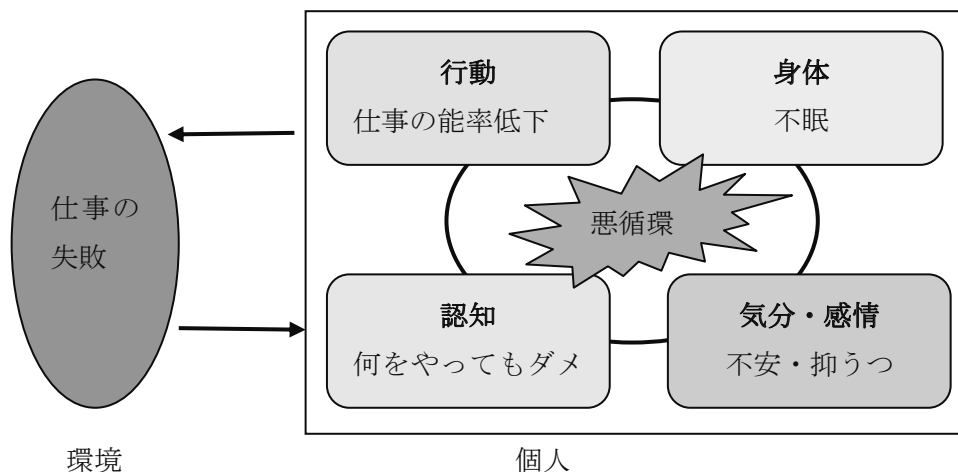 行動
仕事の能率低下
身体
不眠
仕事の
失敗
悪循環
認知
何をやってもダメ
気分・感情
不安・抑うつ
環境
個人